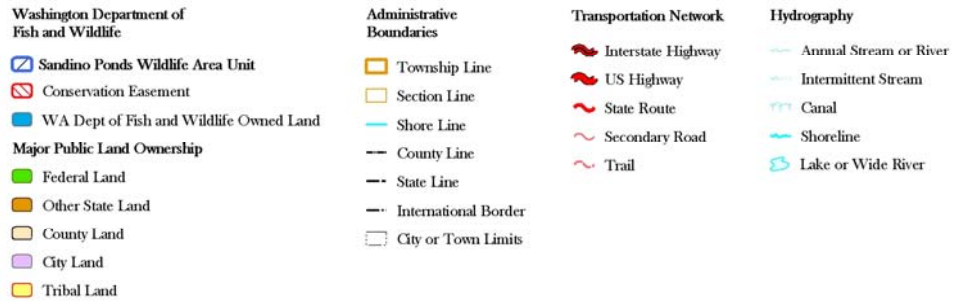 Washington Department of
Fish and Wildlife
Sandino Ponds Wildlife Area Unit
Conservation Easement
WA Dept of Fish and Wildlife Owned Land
Major Public Land Ownership
Federal Land
Other State Land
County Land
City Land
Tribal Land
Administrative
Boundaries
Township Line
Section Line
Shore Line
County Line
State Line
International Border
City or Town Limits
Transportation Network
Interstate Highway
US Highway
State Route
Secondary Road
Trail
Hydrography
Annual Stream or River
Intermittent Stream
Canal
Shoreline
Lake or Wide River